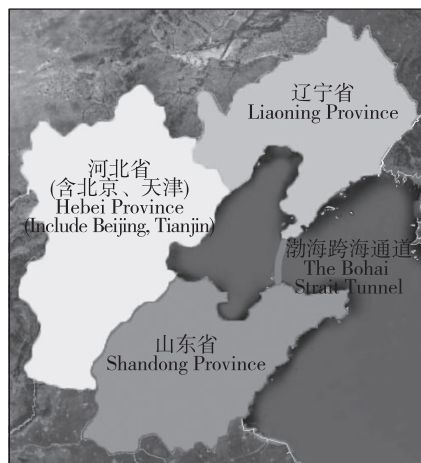 辽宁省
Liaoning Province
河北省
(含北京、天津)
Hebei Province
(Include Beijing, Tianjin)
渤海跨海通道
The Bohai
Strait Tunnel
山东省
Shandong Province